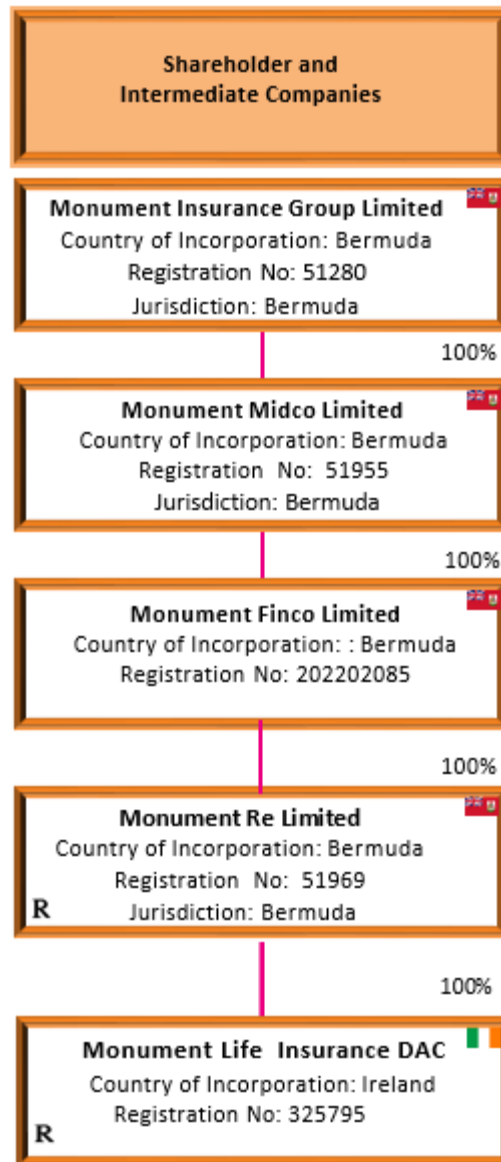 Shareholder and
Intermediate Companies
Monument Insurance Group Limited
Country of Incorporation: Bermuda
Registration No: 51280
Jurisdiction: Bermuda
100%
Monument Midco Limited
Country of Incorporation: Bermuda
Registration No: 51955
Jurisdiction: Bermuda
100%
Monument Finco Limited
Country of Incorporation: : Bermuda
Registration No: 202202085
100%
Monument Re Limited
Country of Incorporation: Bermuda
Registration No: 51969
R Jurisdiction: Bermuda
100%
Monument Life Insurance DAC
Country of Incorporation: Ireland
Registration No: 325795
R